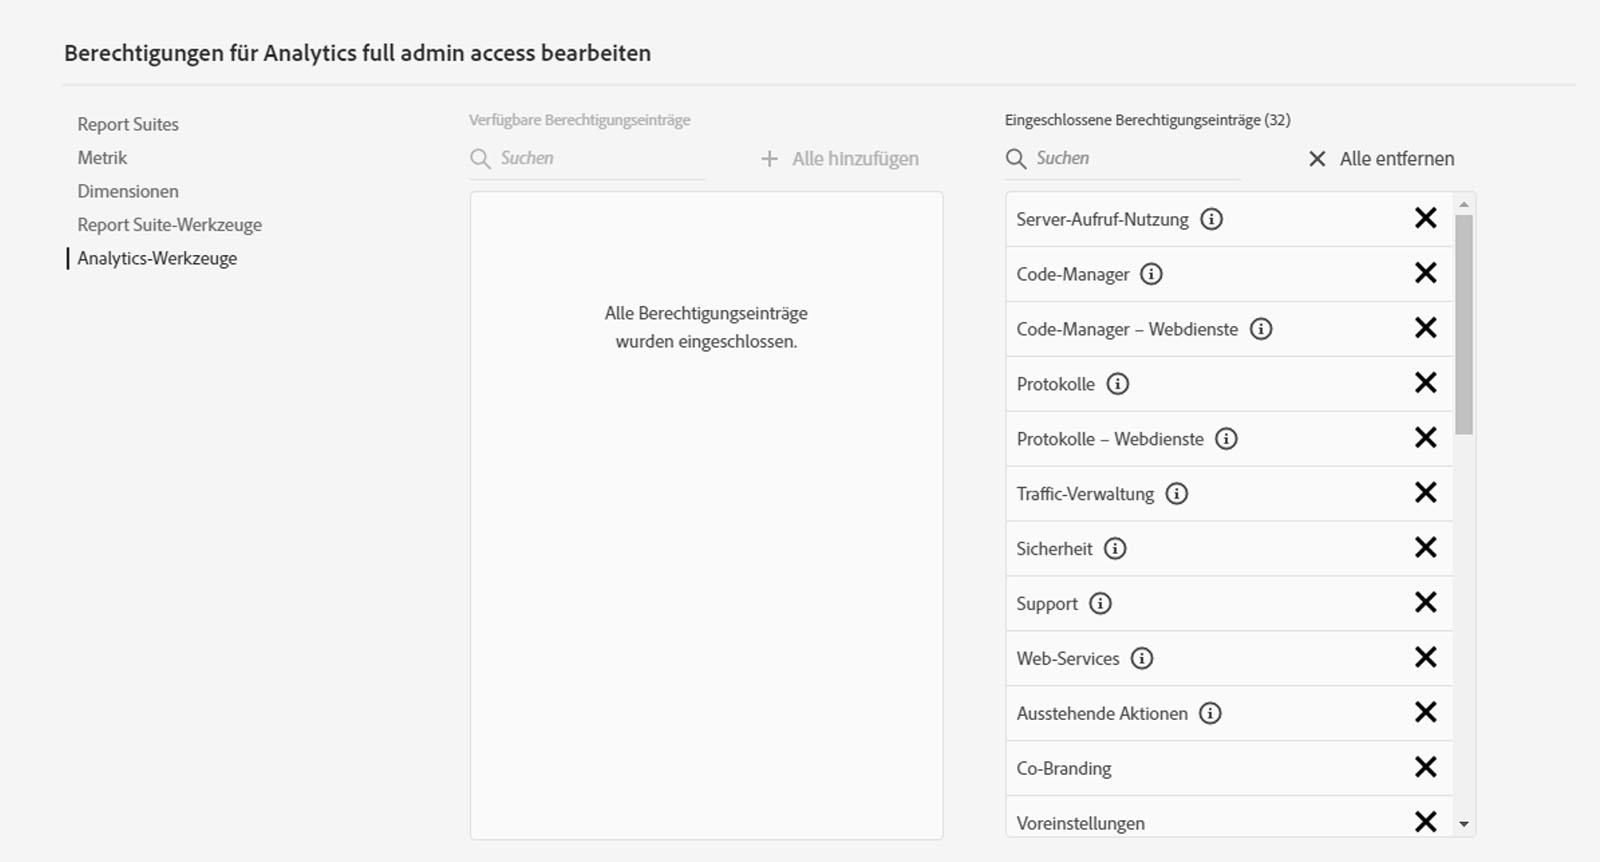 Berechtigungen für Analytics full admin access bearbeiten
Report Suites
Metrik
Dimensionen
Report Suite-Werkzeuge
Analytics-Werkzeuge
Verfügbare Berechtigungseinträge
Suchen
Alle hinzufügen
Alle Berechtigungseinträge
wurden eingeschlossen.
Eingeschlossene Berechtigungseinträge (32)
Suchen
Alle entfernen
Server-Aufruf-Nutzung
Code-Manager
Code-Manager – Webdienste
Protokolle
Protokolle – Webdienste
Traffic-Verwaltung
Sicherheit
Support
Web-Services
Ausstehende Aktionen
Co-Branding
Voreinstellungen